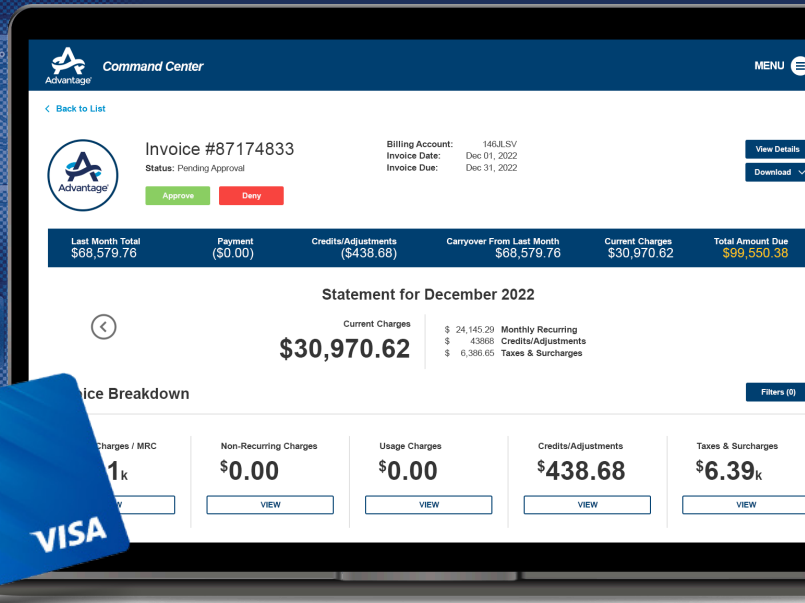 Advantage
Command Center
MENU
Back to List
Advantage
Invoice #87174833
Status: Pending Approval
Approve
Deny
Billing Account: 146JLSV
Invoice Date: Dec 01, 2022
Invoice Due: Dec 31, 2022
View Details
Download
Last Month Total Payment Credits/Adjustments Carryover From Last Month Current Charges Total Amount Due
$68,579.76 ($0.00) ($438.68) $68,579.76 $30,970.62 $99,550.38
Statement for December 2022
Current Charges
$30,970.62
$ 24,145.29 Monthly Recurring
$ 43868 Credits/Adjustments
$ 6,386.65 Taxes & Surcharges
ice Breakdown
Filters (0)
Charges / MRC Non-Recurring Charges Usage Charges Credits/Adjustments Taxes & Surcharges
1k $0.00 $0.00 $438.68 $6.39k
VIEW VIEW VIEW VIEW
VISA